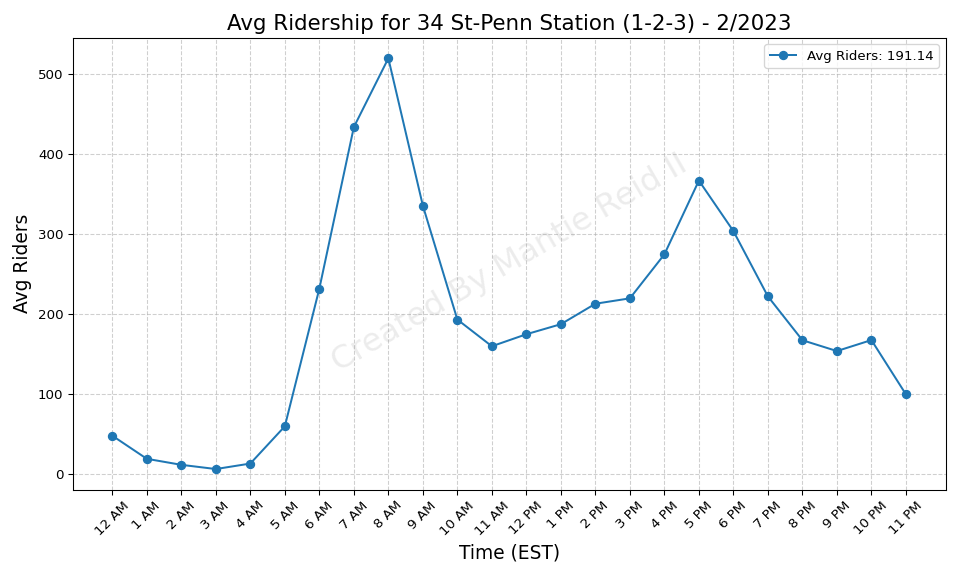 Avg Ridership for 34 St-Penn Station (1-2-3) - 2/2023
Avg Riders: 191.14
Avg Riders
500
400
300
200
100
0
Created By Mantie Reid II
12 AM
1 AM
2 AM
3 AM
4 AM
5 AM
6 AM
7 AM
8 AM
9 AM
10 AM
11 AM
12 PM
1 PM
2 PM
3 PM
4 PM
5 PM
6 PM
7 PM
8 PM
9 PM
10 PM
11 PM
Time (EST)